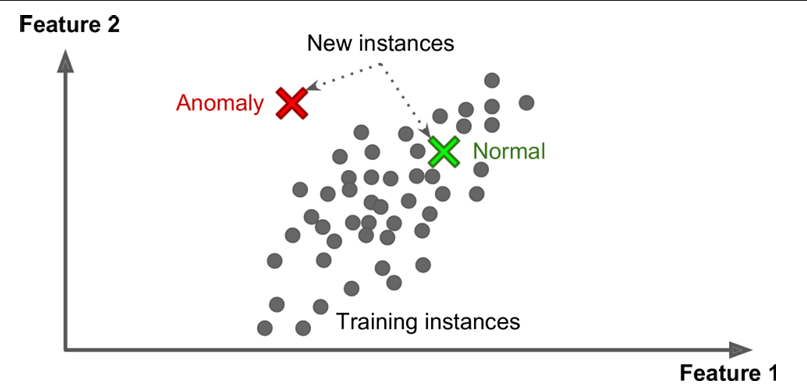 Feature 2
New instances
Anomaly
Normal
Training instances
Feature 1